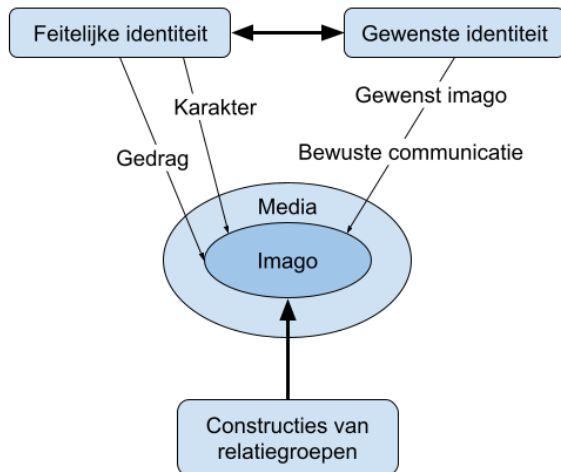 Feitelijke identiteit
Gewenste identiteit
Karakter
Gewenst imago
Gedrag
Bewuste communicatie
Media
Imago
Constructies van
relatiegroepen